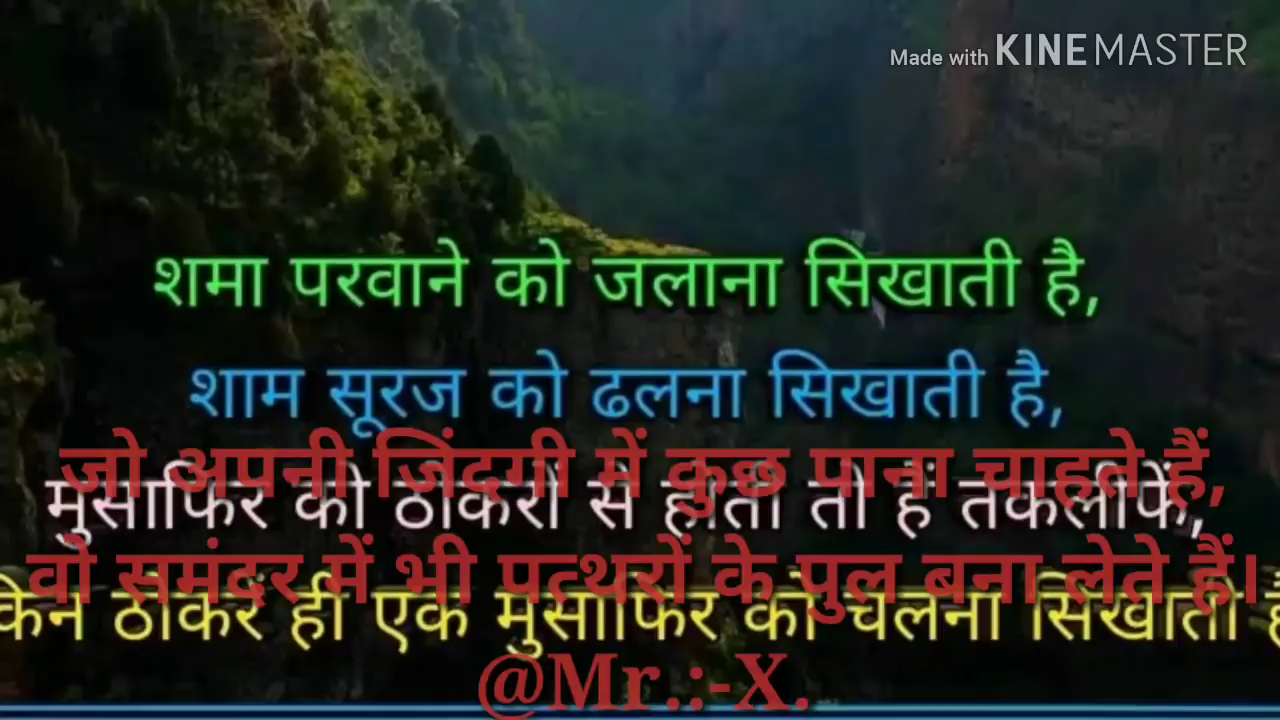 Made with KINEMASTER
शमा परवाने को जलाना सिखाती है,
शाम सूरज को ढलना सिखाती है,
जो अपनी जिंदगी में कुछ पाना चाहते हैं,
मुसाफिर को ठोकरों से होती तो हैं तकलीफें,
वो समंदर में भी पत्थरों के पुल बना लेते हैं।
ठोकरें ही एक मुसाफिर को चलना सिखाती
@Mr.:-X.